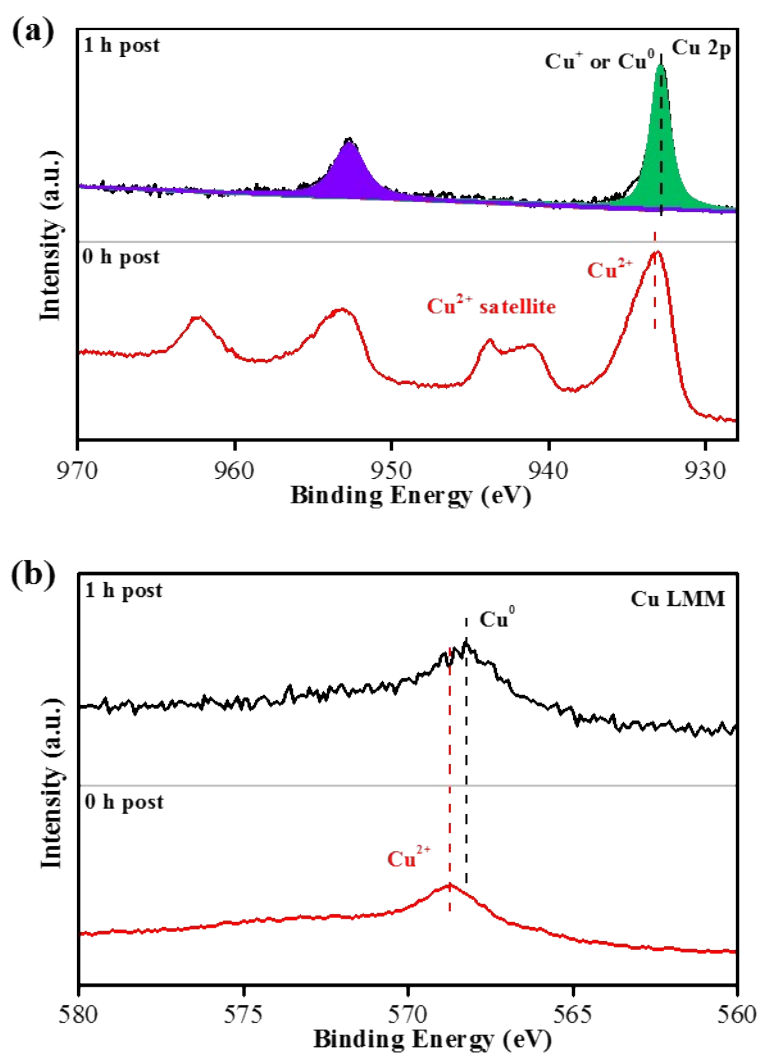 (a)
1 h post
Cu⁺ or Cu⁰
Cu 2p
0 h post
Cu²⁺
Cu²⁺ satellite
Intensity (a.u.)
970 960 950 940 930
Binding Energy (eV)
(b)
1 h post
Cu⁰
Cu LMM
0 h post
Cu²⁺
Intensity (a.u.)
580 575 570 565 560
Binding Energy (eV)